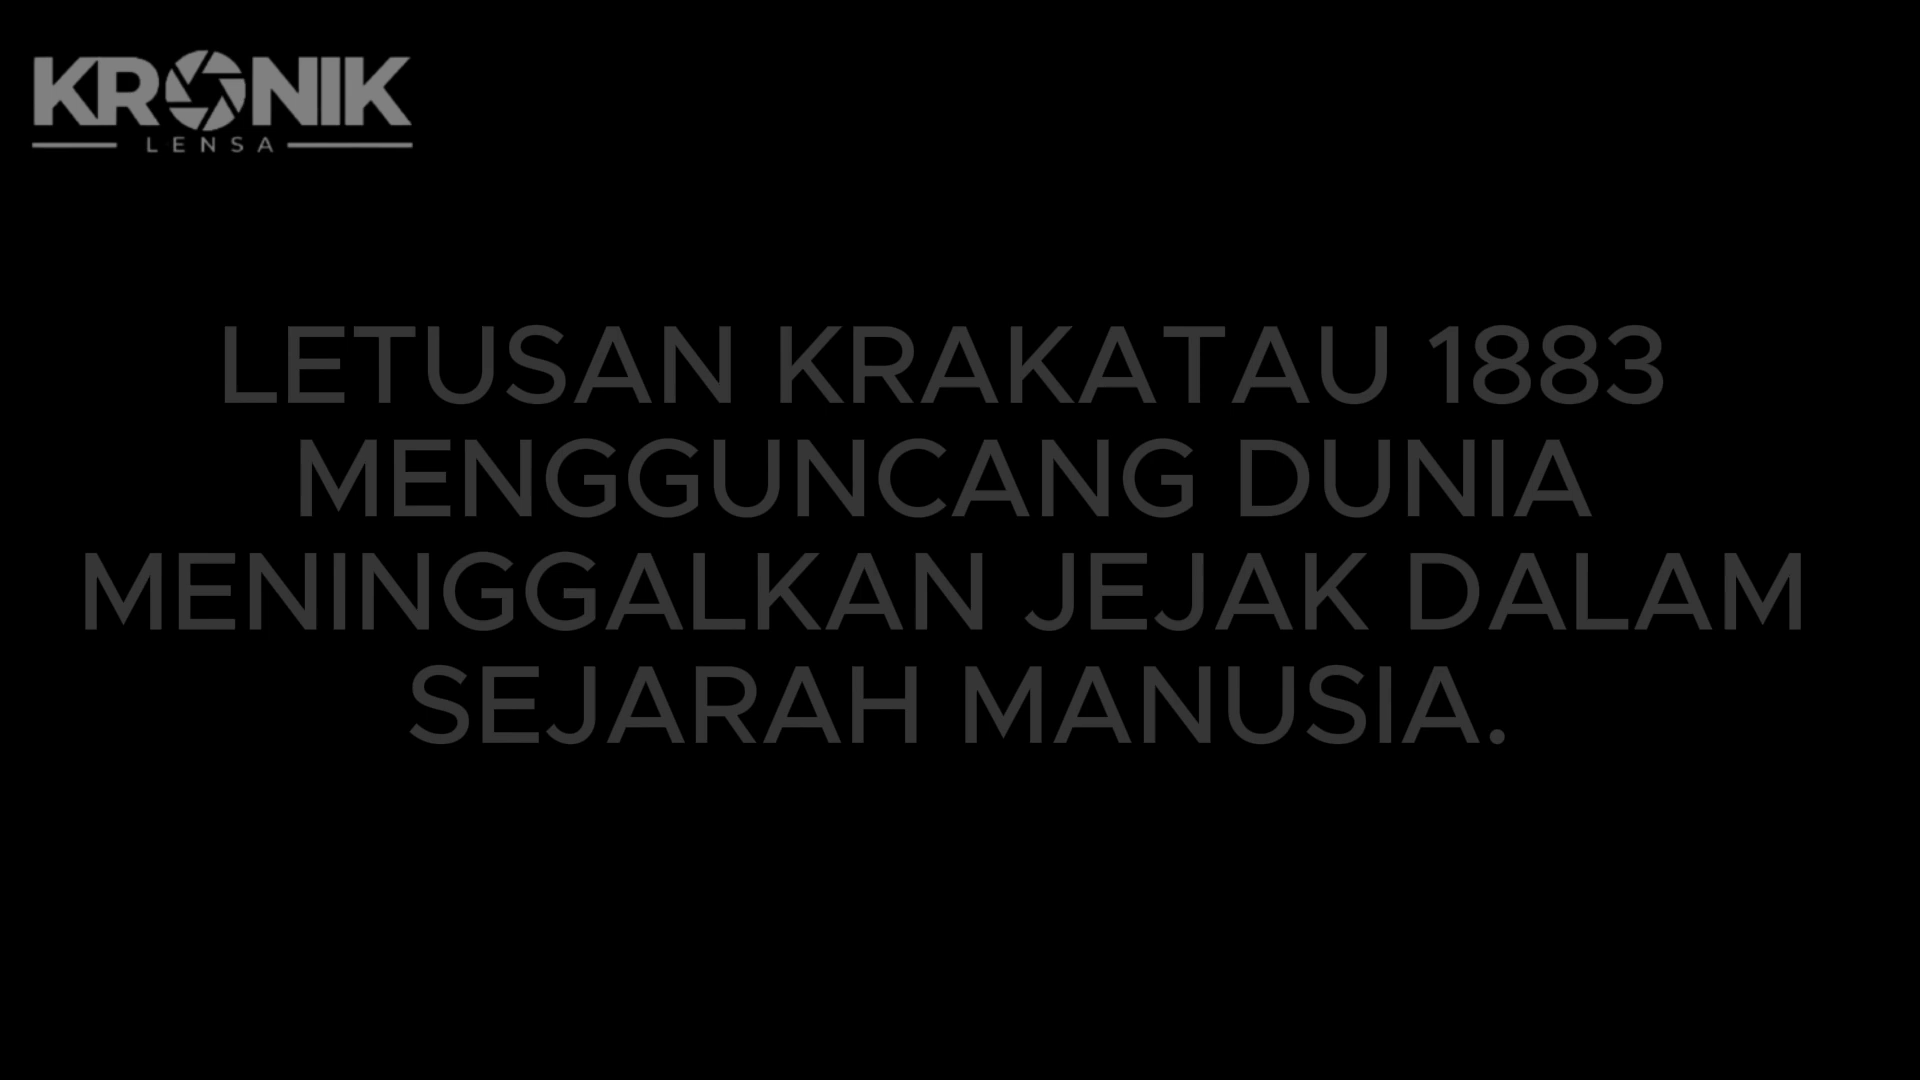 KRONIK
LENSA
LETUSAN KRAKATAU 1883
MENGGUNCANG DUNIA
MENINGGALKAN JEJAK DALAM
SEJARAH MANUSIA.